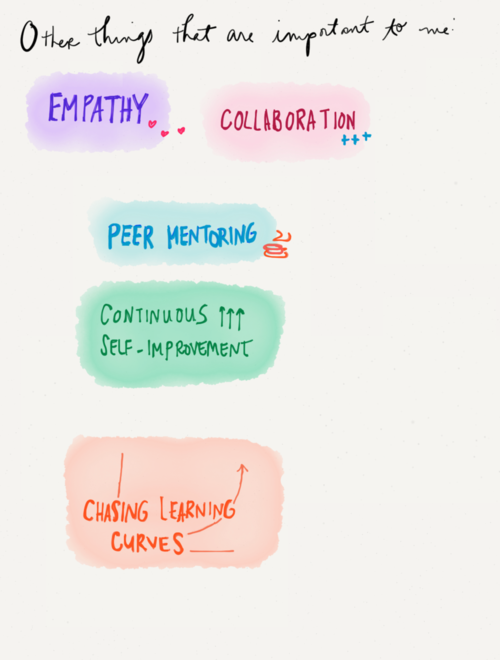 Other things that are important to me:
EMPATHY
COLLABORATION
+++
PEER MENTORING
CONTINUOUS ↑↑↑
SELF-IMPROVEMENT
CHASING LEARNING
CURVES